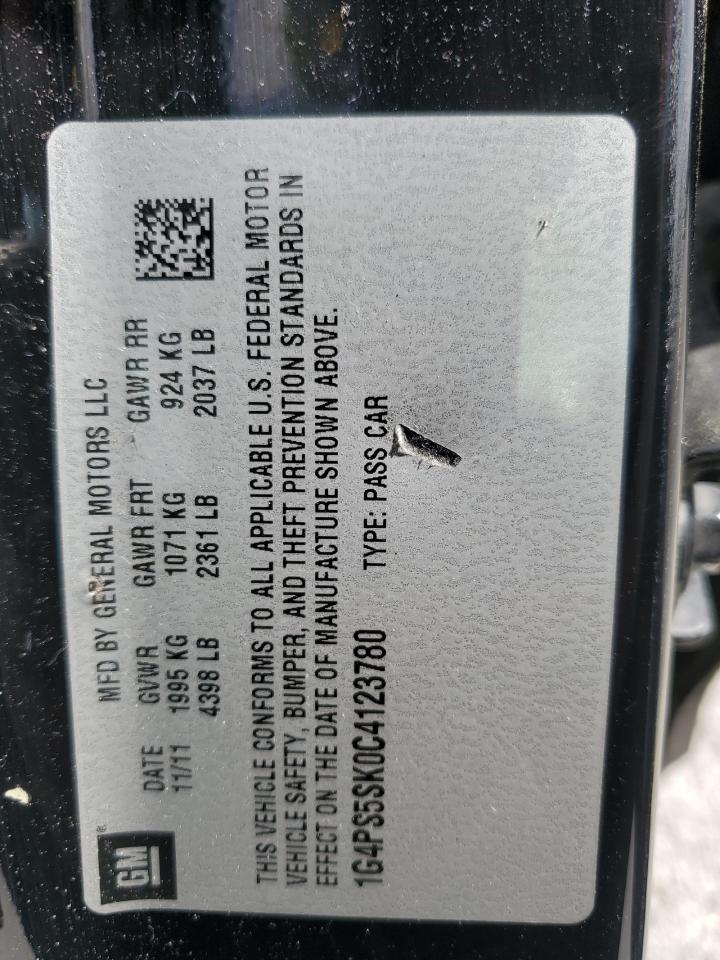 GM
MFD BY GENERAL MOTORS LLC
DATE GVWR GAWR FRT GAWR RR
11/11 1995 KG 1071 KG 924 KG
4398 LB 2361 LB 2037 LB
THIS VEHICLE CONFORMS TO ALL APPLICABLE U.S. FEDERAL MOTOR
VEHICLE SAFETY, BUMPER, AND THEFT PREVENTION STANDARDS IN
EFFECT ON THE DATE OF MANUFACTURE SHOWN ABOVE.
1G4PS5SK0C4123780 TYPE: PASS CAR